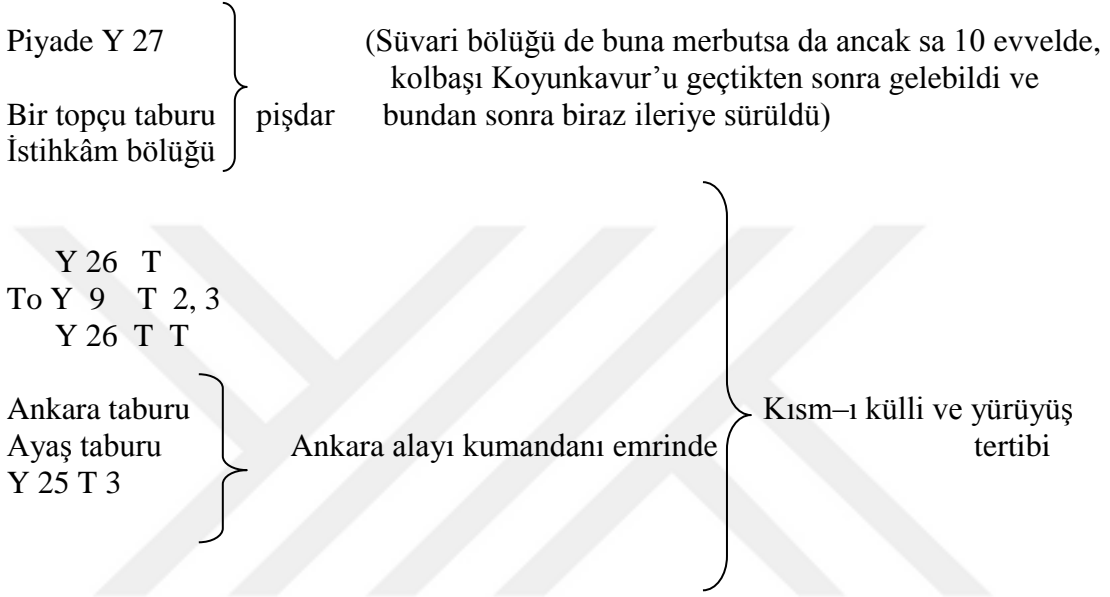 Piyade Y 27 (Süvari bölüğü de buna merbutsa da ancak sa 10 evvelde,
kolbaşı Koyunkavur’u geçtikten sonra gelebildi ve
Bir topçu taburu pişdar bundan sonra biraz ileriye sürüldü)
İstihkâm bölüğü
Y 26 T
To Y 9 T 2, 3
Y 26 T T
Ankara taburu Kısm–ı külli ve yürüyüş
Ayaş taburu Ankara alayı kumandanı emrinde tertibi
Y 25 T 3